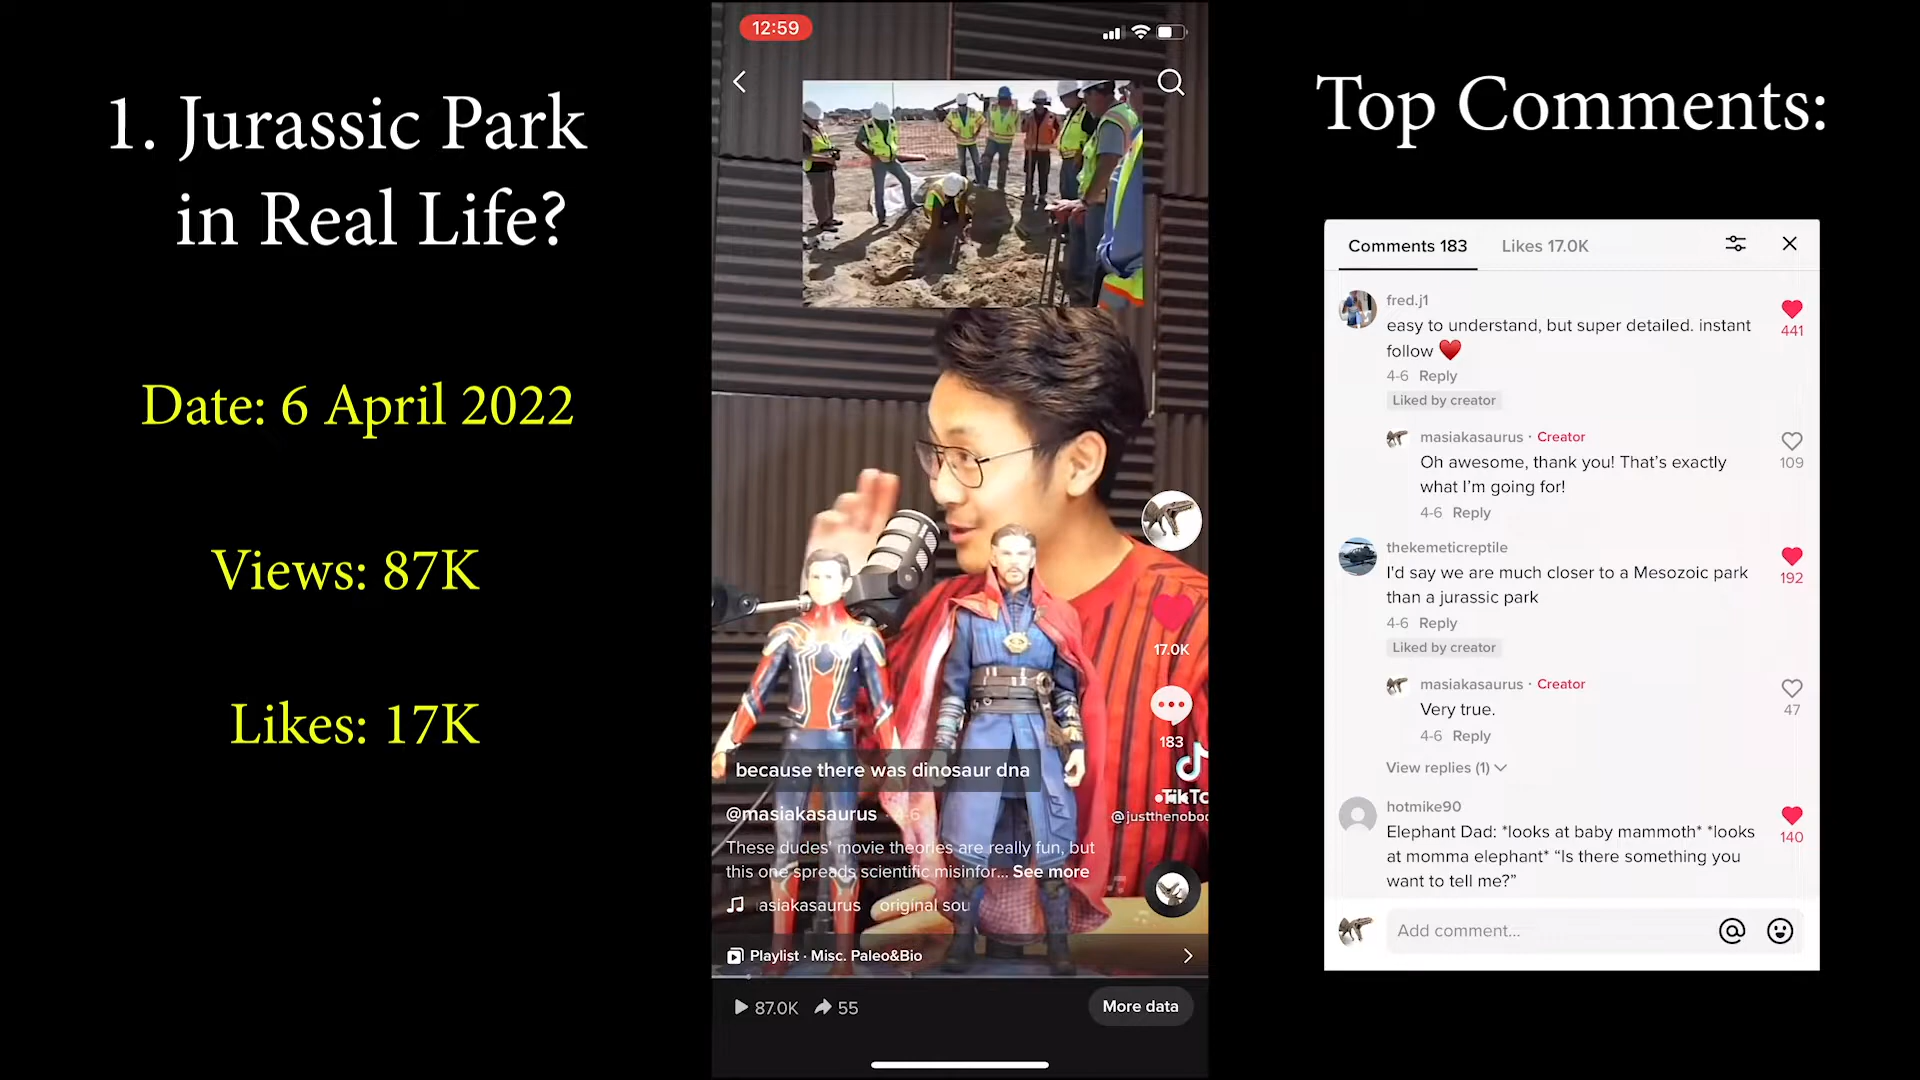 1. Jurassic Park
in Real Life?
Date: 6 April 2022
Views: 87K
Likes: 17K
12:59
17.0K
183
because there was dinosaur dna
TikTo
@justthenoboo
@masiakasaurus · 4-6
These dudes' movie theories are really fun, but
this one spreads scientific misinfor... See more
asiakasaurus original sou
Playlist · Misc. Paleo&Bio
87.0K 55
More data
Top Comments:
Comments 183 Likes 17.0K
fred.j1
easy to understand, but super detailed. instant
follow ♥️
441
4-6 Reply
Liked by creator
masiakasaurus · Creator
Oh awesome, thank you! That's exactly
what I'm going for!
109
4-6 Reply
thekemeticreptile
I'd say we are much closer to a Mesozoic park
than a jurassic park
192
4-6 Reply
Liked by creator
masiakasaurus · Creator
Very true.
47
4-6 Reply
View replies (1)
hotmike90
Elephant Dad: *looks at baby mammoth* *looks
at momma elephant* “Is there something you
want to tell me?”
140
Add comment...